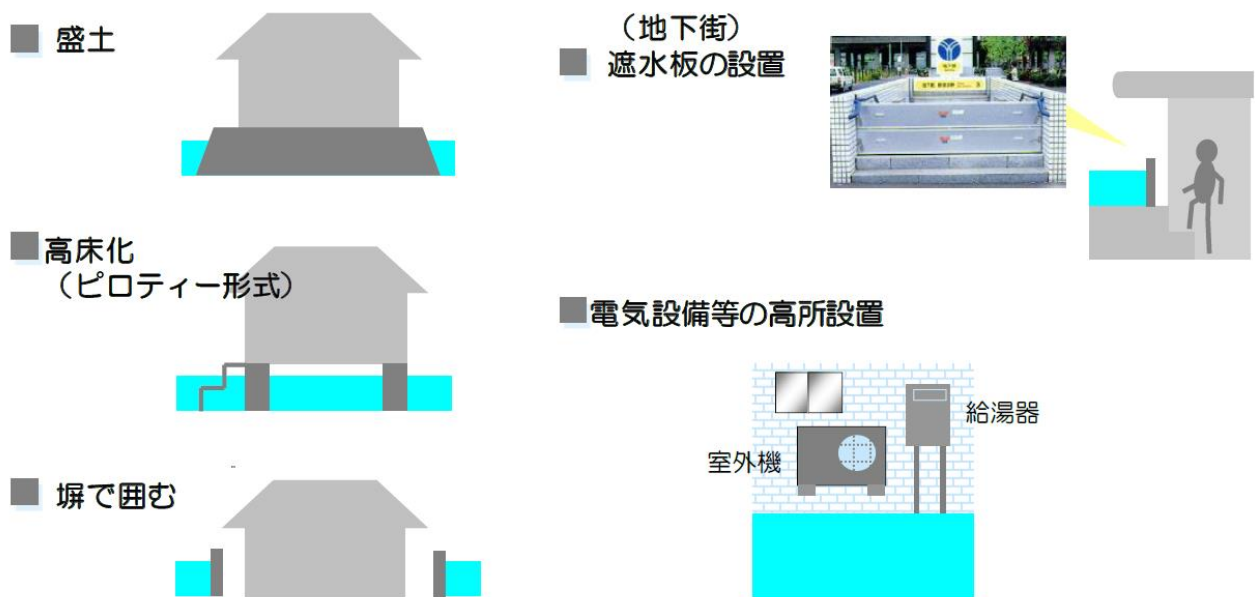 盛土
高床化
（ピロティー形式）
塀で囲む
（地下街）
遮水板の設置
電気設備等の高所設置
給湯器
室外機